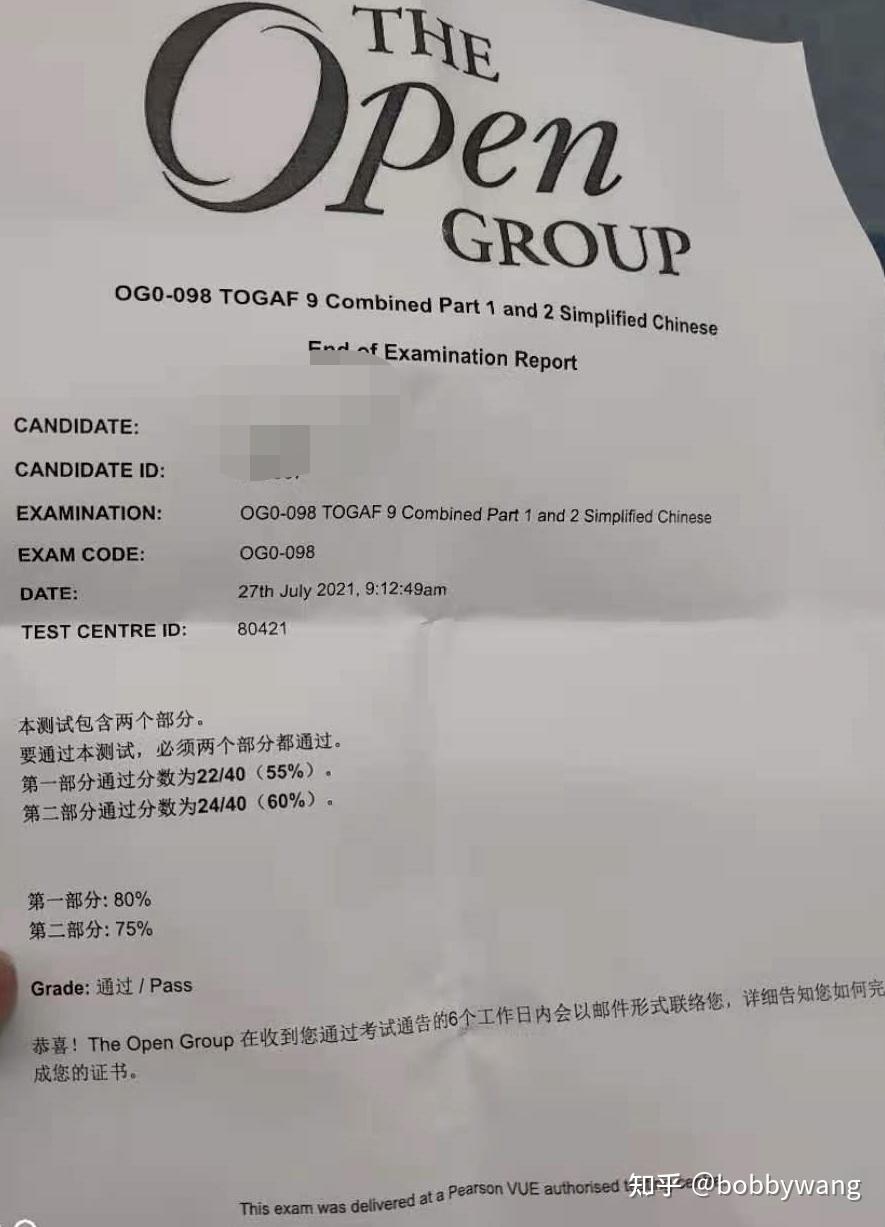 THE
Open
GROUP
OG0-098 TOGAF 9 Combined Part 1 and 2 Simplified Chinese
End of Examination Report
CANDIDATE:
CANDIDATE ID:
EXAMINATION: OG0-098 TOGAF 9 Combined Part 1 and 2 Simplified Chinese
EXAM CODE: OG0-098
DATE: 27th July 2021, 9:12:49am
TEST CENTRE ID: 80421
本测试包含两个部分。
要通过本测试，必须两个部分都通过。
第一部分通过分数为22/40（55%）。
第二部分通过分数为24/40（60%）。
第一部分: 80%
第二部分: 75%
Grade: 通过 / Pass
恭喜！The Open Group 在收到您通过考试通告的6个工作日内会以邮件形式联络您，详细告知您如何完
成您的证书。
This exam was delivered at a Pearson VUE authorised
知乎 @bobbywang